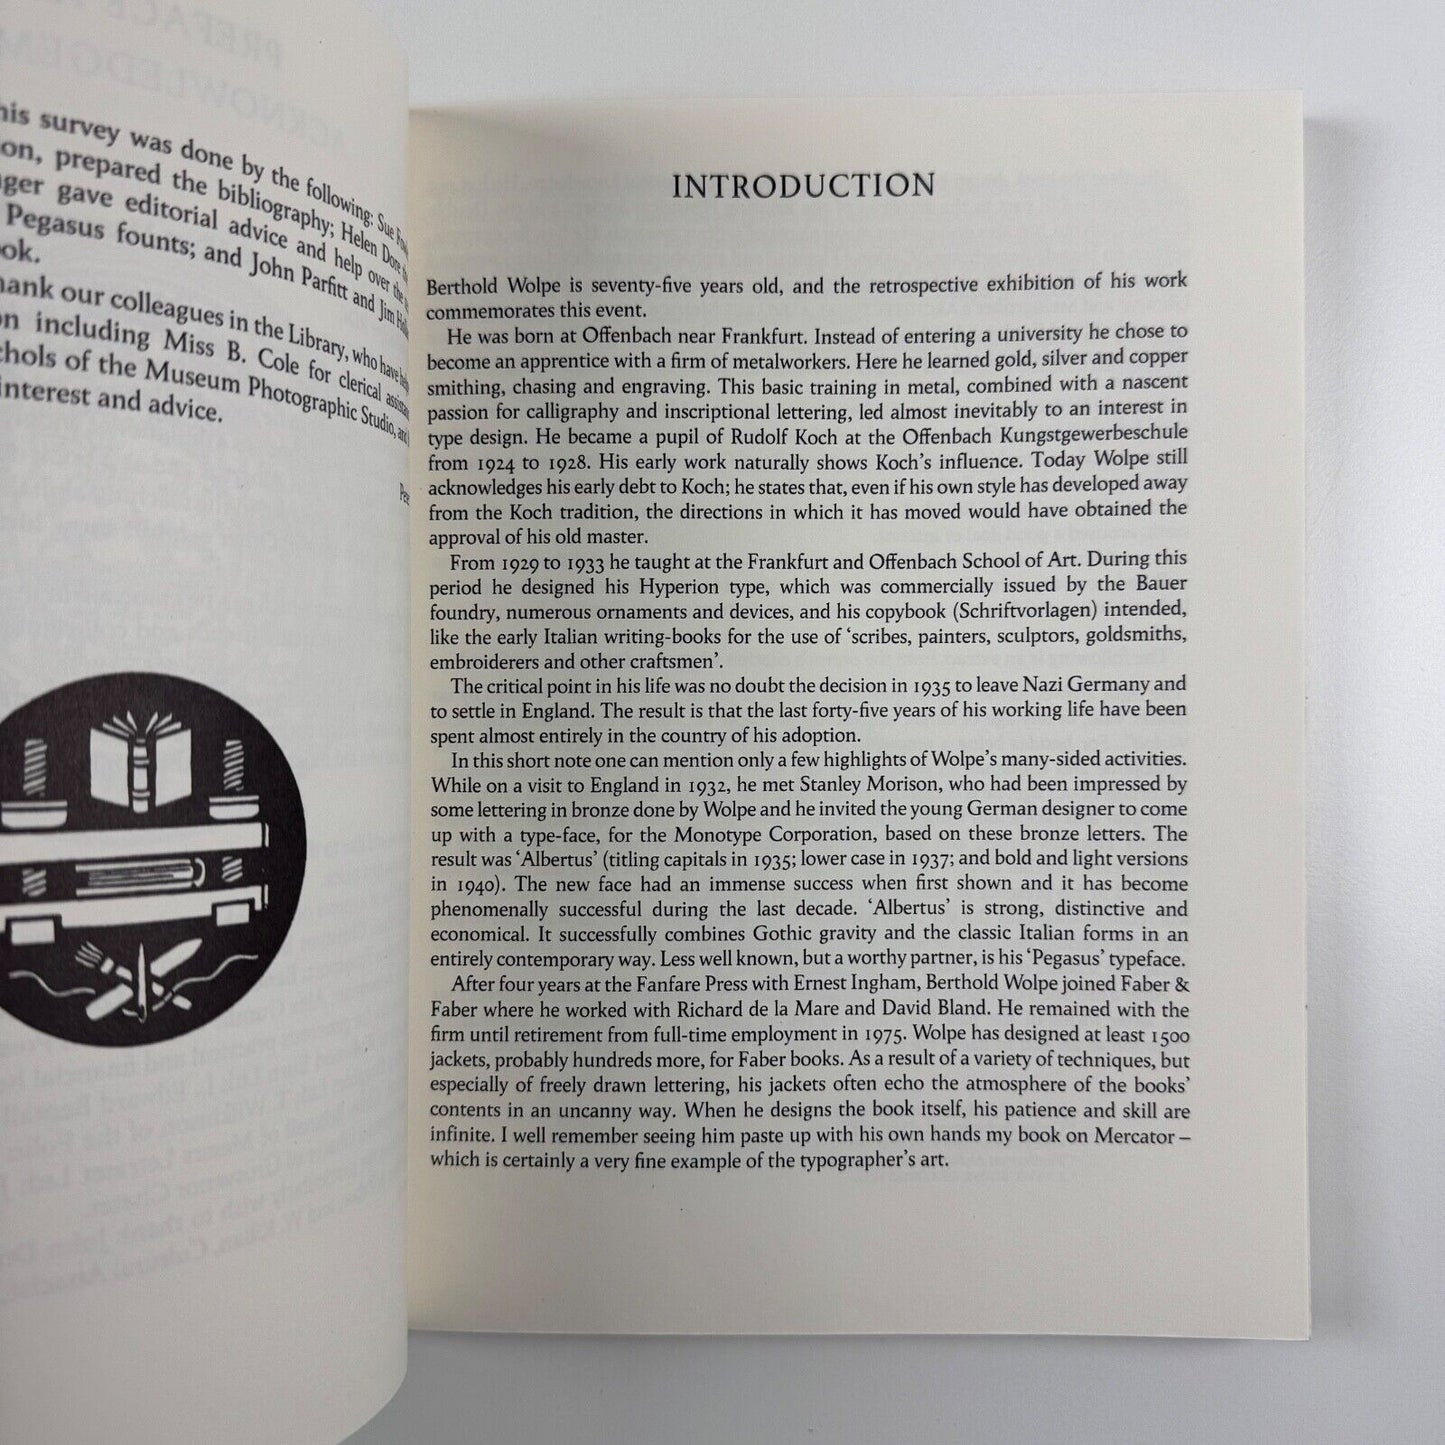 his survey was done by the following: Sue
on, prepared the bibliography; Helen Dore
ger gave editorial advice and help over the
Pegasus founts; and John Parfitt and Jim
ok.
hank our colleagues in the Library, who have
on including Miss B. Cole for clerical
chols of the Museum Photographic Studio, and
interest and advice.
INTRODUCTION
Berthold Wolpe is seventy-five years old, and the retrospective exhibition of his work
commemorates this event.
He was born at Offenbach near Frankfurt. Instead of entering a university he chose to
become an apprentice with a firm of metalworkers. Here he learned gold, silver and copper
smithing, chasing and engraving. This basic training in metal, combined with a nascent
passion for calligraphy and inscriptional lettering, led almost inevitably to an interest in
type design. He became a pupil of Rudolf Koch at the Offenbach Kungstgewerbeschule
from 1924 to 1928. His early work naturally shows Koch's influence. Today Wolpe still
acknowledges his early debt to Koch; he states that, even if his own style has developed away
from the Koch tradition, the directions in which it has moved would have obtained the
approval of his old master.
From 1929 to 1933 he taught at the Frankfurt and Offenbach School of Art. During this
period he designed his Hyperion type, which was commercially issued by the Bauer
foundry, numerous ornaments and devices, and his copybook (Schriftvorlagen) intended,
like the early Italian writing-books for the use of 'scribes, painters, sculptors, goldsmiths,
embroiderers and other craftsmen'.
The critical point in his life was no doubt the decision in 1935 to leave Nazi Germany and
to settle in England. The result is that the last forty-five years of his working life have been
spent almost entirely in the country of his adoption.
In this short note one can mention only a few highlights of Wolpe's many-sided activities.
While on a visit to England in 1932, he met Stanley Morison, who had been impressed by
some lettering in bronze done by Wolpe and he invited the young German designer to come
up with a type-face, for the Monotype Corporation, based on these bronze letters. The
result was 'Albertus' (titling capitals in 1935; lower case in 1937; and bold and light versions
in 1940). The new face had an immense success when first shown and it has become
phenomenally successful during the last decade. 'Albertus' is strong, distinctive and
economical. It successfully combines Gothic gravity and the classic Italian forms in an
entirely contemporary way. Less well known, but a worthy partner, is his 'Pegasus' typeface.
After four years at the Fanfare Press with Ernest Ingham, Berthold Wolpe joined Faber &
Faber where he worked with Richard de la Mare and David Bland. He remained with the
firm until retirement from full-time employment in 1975. Wolpe has designed at least 1500
jackets, probably hundreds more, for Faber books. As a result of a variety of techniques, but
especially of freely drawn lettering, his jackets often echo the atmosphere of the books'
contents in an uncanny way. When he designs the book itself, his patience and skill are
infinite. I well remember seeing him paste up with his own hands my book on Mercator –
which is certainly a very fine example of the typographer's art.